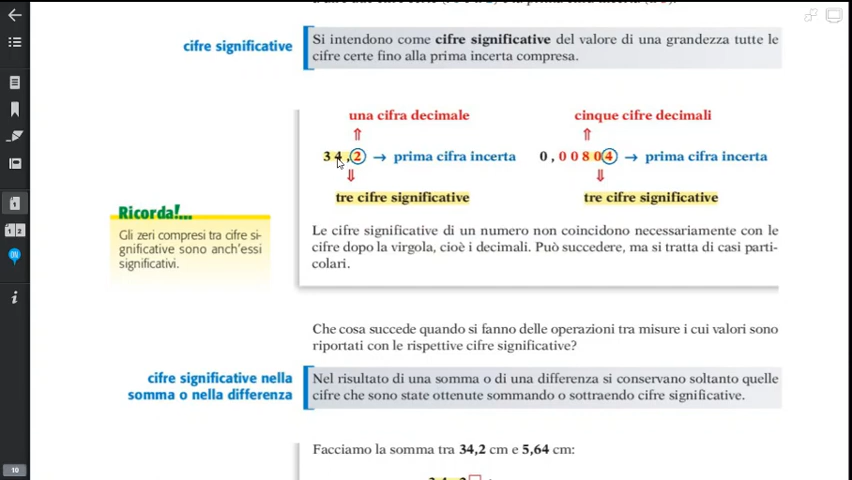 cifre significative
Si intendono come cifre significative del valore di una grandezza tutte le
cifre certe fino alla prima incerta compresa.
una cifra decimale
cinque cifre decimali
⇑
⇑
34,2 → prima cifra incerta
0,00804 → prima cifra incerta
⇓
⇓
tre cifre significative
tre cifre significative
Ricorda!...
Gli zeri compresi tra cifre si-
gnificative sono anch'essi
significativi.
Le cifre significative di un numero non coincidono necessariamente con le
cifre dopo la virgola, cioè i decimali. Può succedere, ma si tratta di casi parti-
colari.
Che cosa succede quando si fanno delle operazioni tra misure i cui valori sono
riportati con le rispettive cifre significative?
cifre significative nella
somma o nella differenza
Nel risultato di una somma o di una differenza si conservano soltanto quelle
cifre che sono state ottenute sommando o sottraendo cifre significative.
Facciamo la somma tra 34,2 cm e 5,64 cm:
10